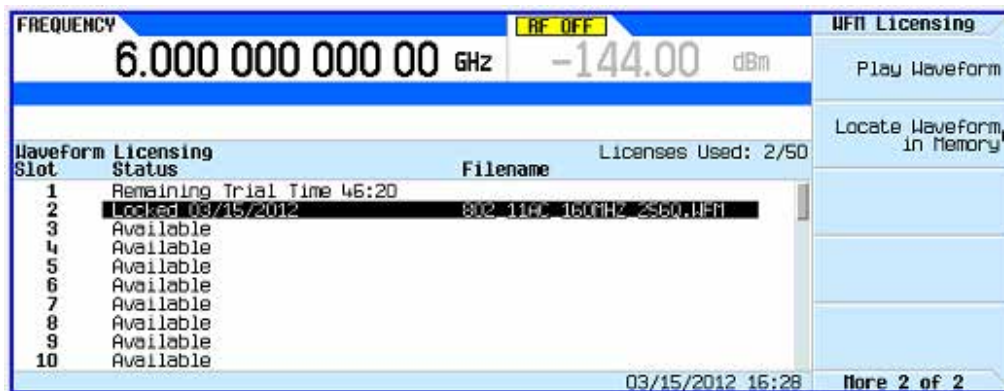 FREQUENCY
RF OFF
6.000 000 000 00 GHz
-144.00 dBm
WFM Licensing
Play Waveform
Locate Waveform
in Memory
Waveform Licensing
Licenses Used: 2/50
Slot Status Filename
1 Remaining Trial Time 46:20
2 Locked 03/15/2012 802_11AC_160MHZ_256Q.WFM
3 Available
4 Available
5 Available
6 Available
7 Available
8 Available
9 Available
10 Available
03/15/2012 16:28
More 2 of 2